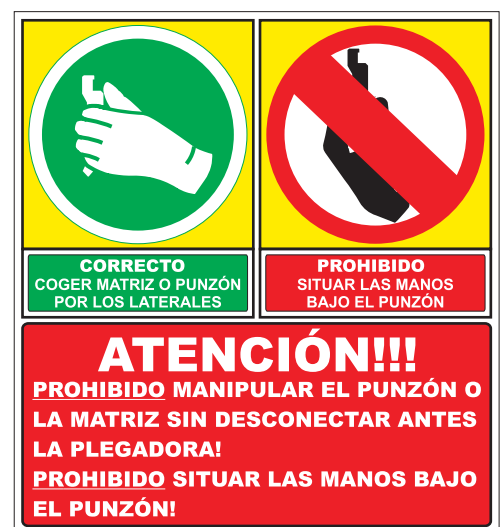 CORRECTO
COGER MATRIZ O PUNZÓN
POR LOS LATERALES
PROHIBIDO
SITUAR LAS MANOS
BAJO EL PUNZÓN
ATENCIÓN!!!
PROHIBIDO MANIPULAR EL PUNZÓN O
LA MATRIZ SIN DESCONECTAR ANTES
LA PLEGADORA!
PROHIBIDO SITUAR LAS MANOS BAJO
EL PUNZÓN!